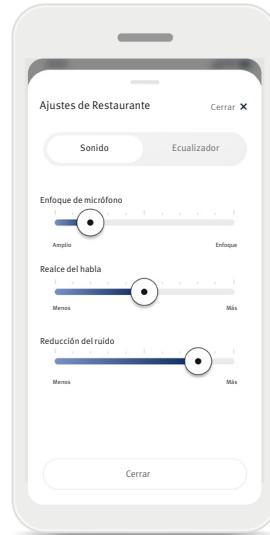 Ajustes de Restaurante
Cerrar ×
Sonido
Ecualizador
Enfoque de micrófono
Amplio
Enfoque
Realce del habla
Menos
Más
Reducción del ruido
Menos
Más
Cerrar